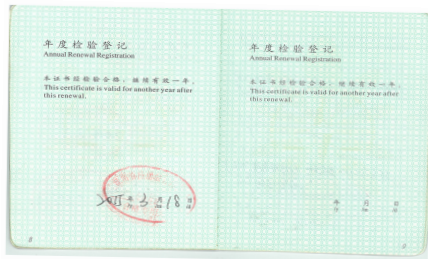 年度检验登记
Annual Renewal Registration
本证书经检验合格，继续有效一年。
This certificate is valid for another year after
this renewal.
年 3 月 18 日
年度检验登记
Annual Renewal Registration
本证书经检验合格，继续有效一年。
This certificate is valid for another year after
this renewal.
年 月 日